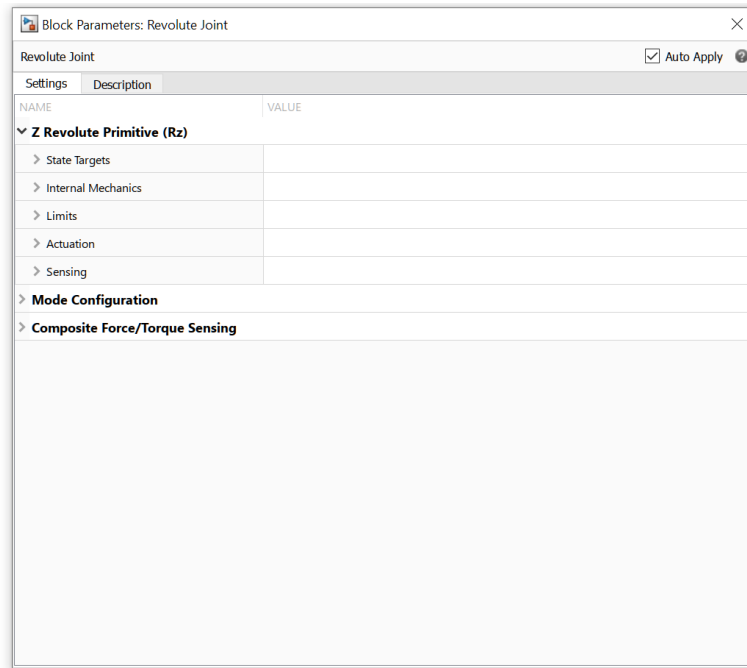 Block Parameters: Revolute Joint
Revolute Joint
Auto Apply
Settings Description
NAME VALUE
Z Revolute Primitive (Rz)
State Targets
Internal Mechanics
Limits
Actuation
Sensing
Mode Configuration
Composite Force/Torque Sensing